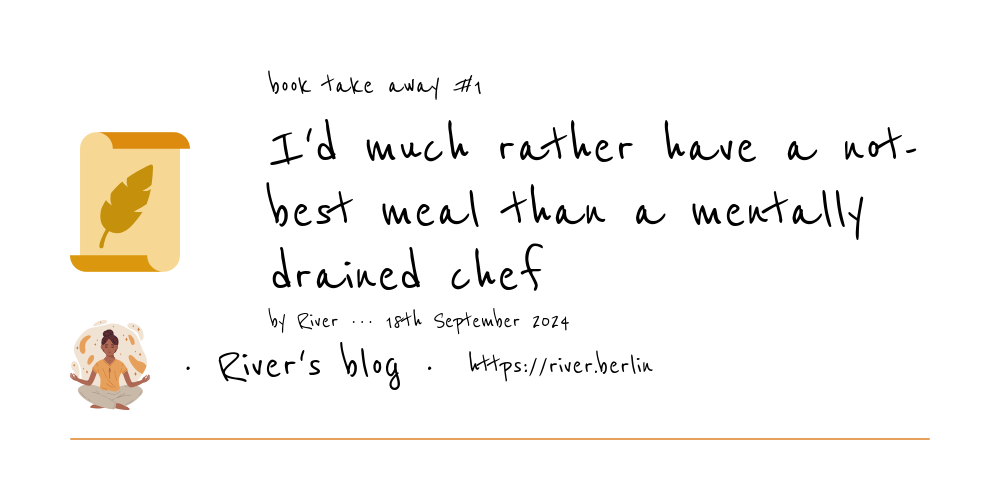 book take away #1
I'd much rather have a not-
best meal than a mentally
drained chef
by River ··· 18th September 2024
· River's blog · https://river.berlin